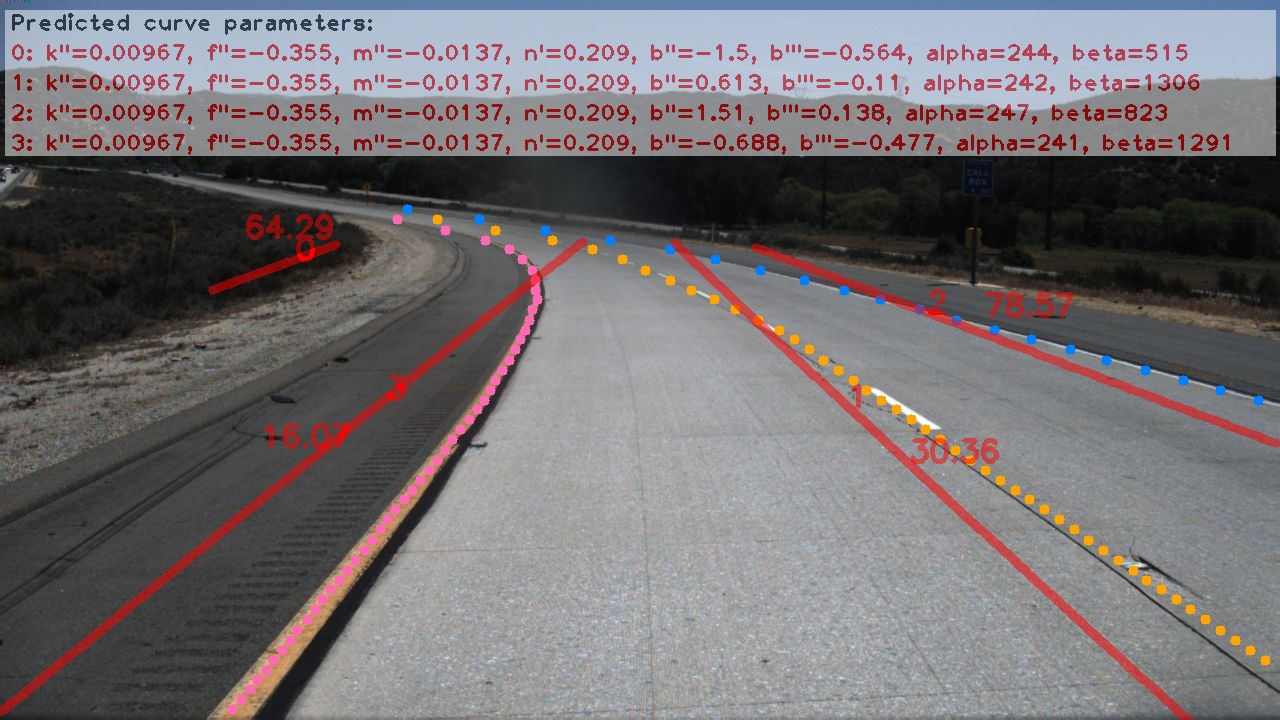 Predicted curve parameters:
0: k''=0.00967, f''=-0.355, m''=-0.0137, n'=0.209, b''=-1.5, b'''=-0.564, alpha=244, beta=515
1: k''=0.00967, f''=-0.355, m''=-0.0137, n'=0.209, b''=0.613, b'''=-0.11, alpha=242, beta=1306
2: k''=0.00967, f''=-0.355, m''=-0.0137, n'=0.209, b''=1.51, b'''=0.138, alpha=247, beta=823
3: k''=0.00967, f''=-0.355, m''=-0.0137, n'=0.209, b''=-0.688, b'''=-0.477, alpha=241, beta=1291
CALL
BOX
64.29
0
2 78.57
3
1
16.07
30.36